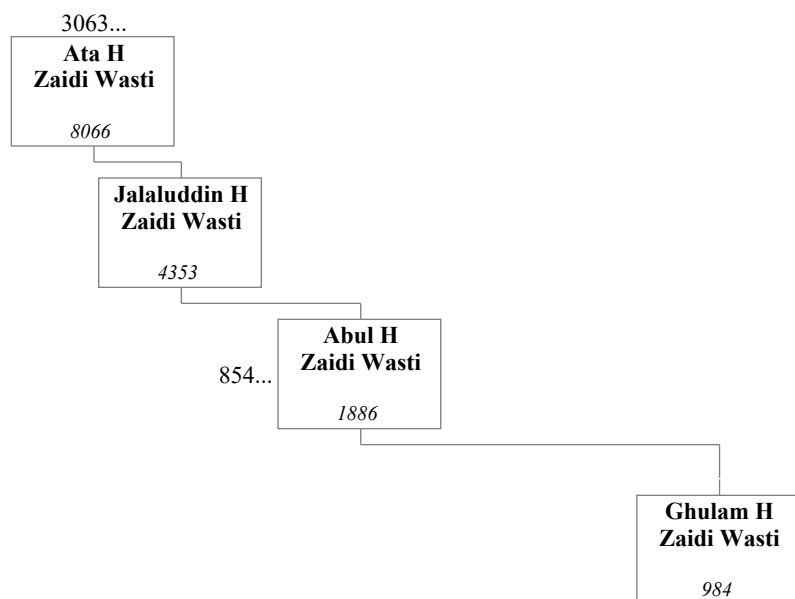 3063...
Ata H
Zaidi Wasti
8066
Jalaluddin H
Zaidi Wasti
4353
854...
Abul H
Zaidi Wasti
1886
Ghulam H
Zaidi Wasti
984